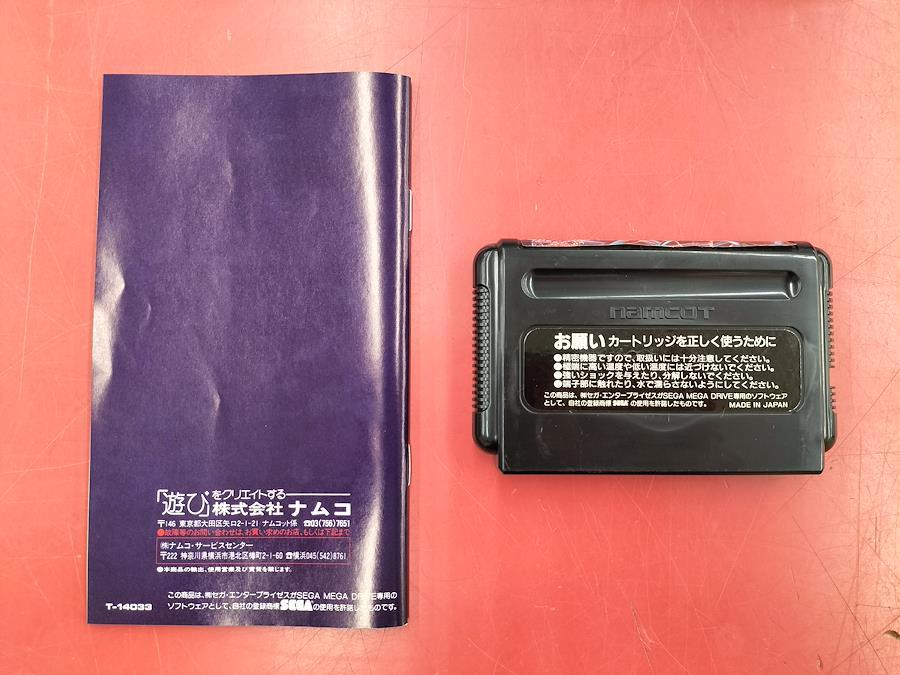 「遊び」をクリエイトする
株式会社 ナムコ
〒146 東京都大田区矢口2-1-21 ナムコット係 ☎03(756)7651
●故障等のお問い合わせは、お買い求めのお店、もしくは下記まで
㈱ナムコ・サービスセンター
〒222 神奈川県横浜市港北区樽町2-1-60 ☎横浜045(542)8761
●本商品の輸出、使用営業及び賃貸を禁じます。
この商品は、㈱セガ・エンタープライゼスがSEGA MEGA DRIVE専用の
ソフトウェアとして、自社の登録商標SEGAの使用を許諾したものです。
T-14033
namcot
お願い カートリッジを正しく使うために
●精密機器ですので、取扱いには十分注意してください。
●極端に高い温度や低い温度には近づけないでください。
●強いショックを与えたり、分解しないでください。
●端子部に触れたり、水で濡らさないようにしてください。
この商品は、㈱セガ・エンタープライゼスがSEGA MEGA DRIVE専用のソフトウェア
として、自社の登録商標 SEGA の使用を許諾したものです。
MADE IN JAPAN